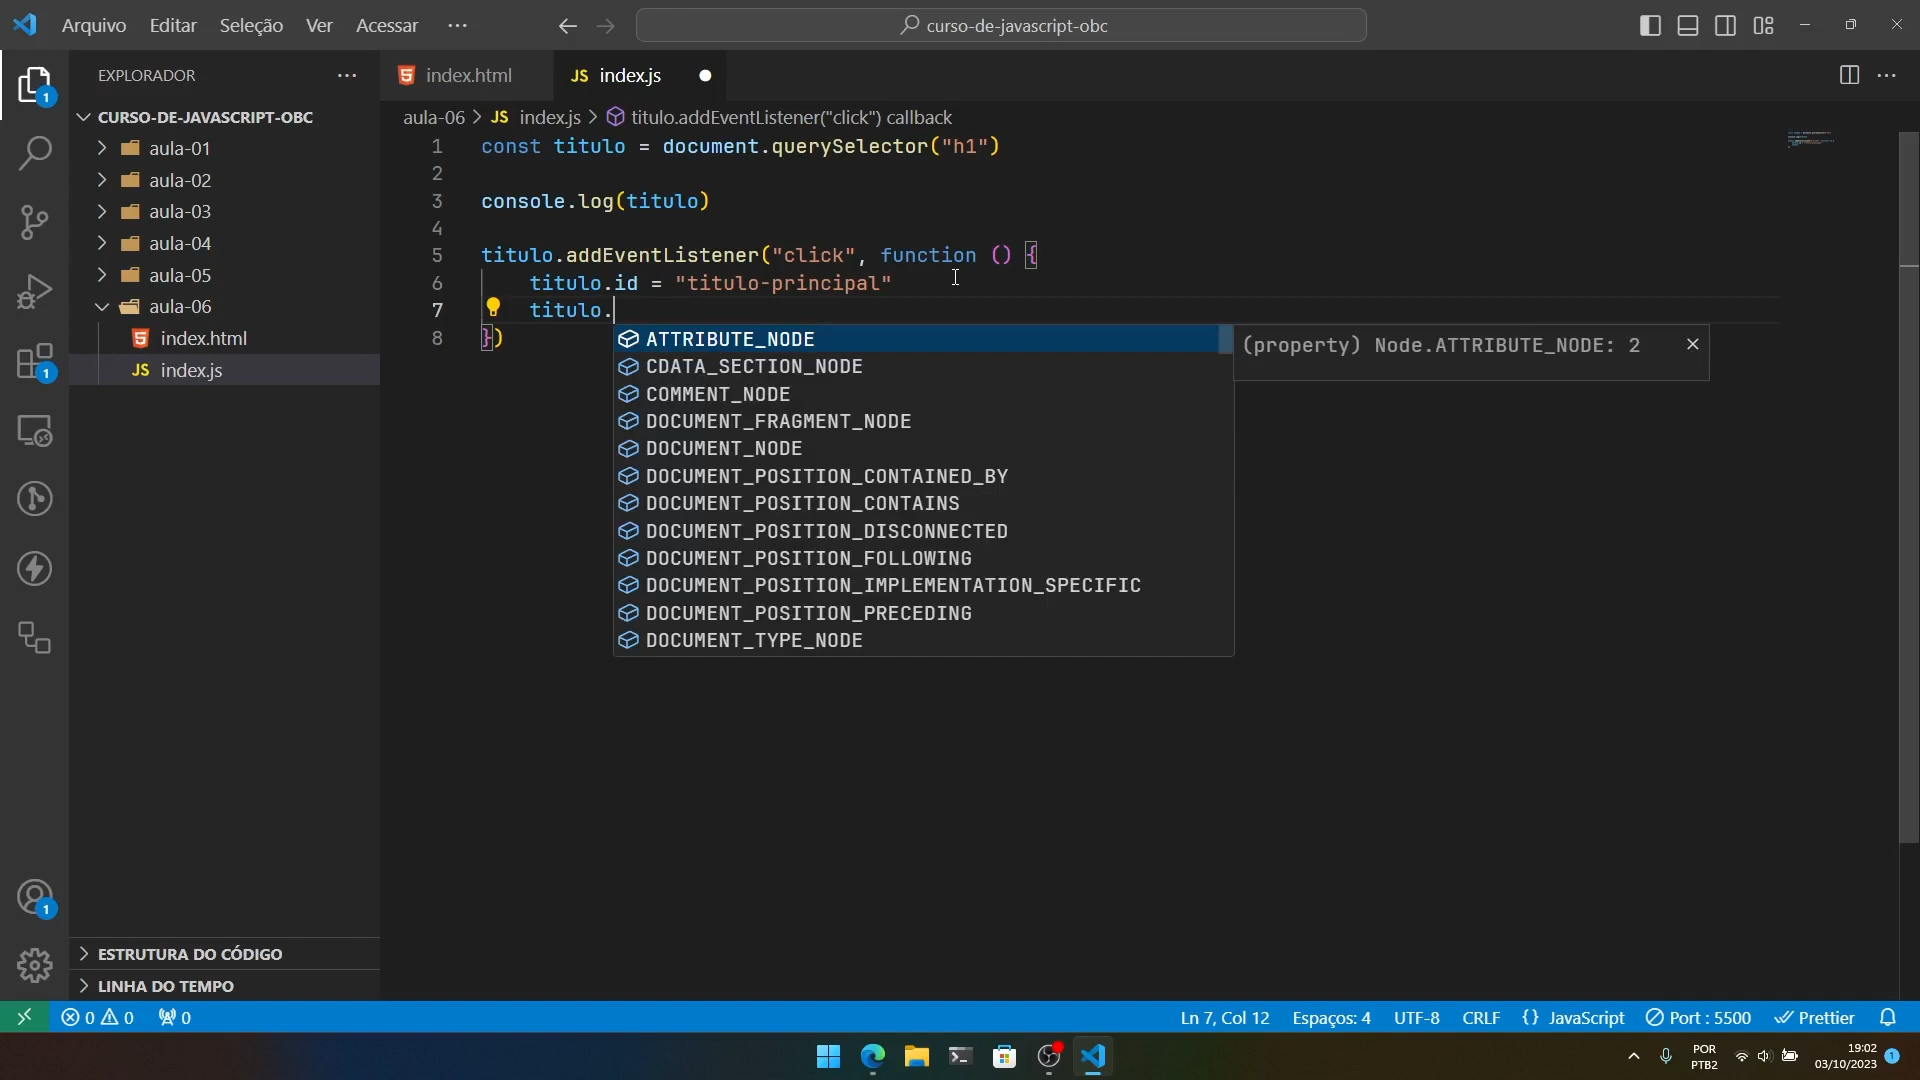 Arquivo Editar Seleção Ver Acessar ··· curso-de-javascript-obc
EXPLORADOR ···
CURSO-DE-JAVASCRIPT-OBC
aula-01
aula-02
aula-03
aula-04
aula-05
aula-06
index.html
JS index.js
ESTRUTURA DO CÓDIGO
LINHA DO TEMPO
1
1
1
index.html JS index.js
aula-06 > JS index.js > titulo.addEventListener("click") callback
1 const titulo = document.querySelector("h1")
2
3 console.log(titulo)
4
5 titulo.addEventListener("click", function () {
6 titulo.id = "titulo-principal"
7 titulo.
8 })
ATTRIBUTE_NODE
CDATA_SECTION_NODE
COMMENT_NODE
DOCUMENT_FRAGMENT_NODE
DOCUMENT_NODE
DOCUMENT_POSITION_CONTAINED_BY
DOCUMENT_POSITION_CONTAINS
DOCUMENT_POSITION_DISCONNECTED
DOCUMENT_POSITION_FOLLOWING
DOCUMENT_POSITION_IMPLEMENTATION_SPECIFIC
DOCUMENT_POSITION_PRECEDING
DOCUMENT_TYPE_NODE
(property) Node.ATTRIBUTE_NODE: 2
0 0 0 Ln 7, Col 12 Espaços: 4 UTF-8 CRLF {} JavaScript Port : 5500 Prettier
POR
PTB2
19:02
03/10/2023
1